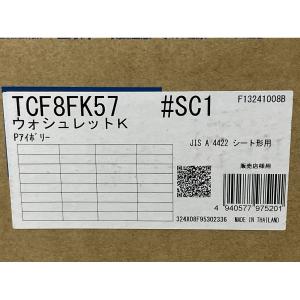 TCF8FK57 #SC1 F13241008B
ウォシュレットK
Pアイボリー
JIS A 4422 シート形用
販売店様用
324X08F95302336 MADE IN THAILAND
4 940577 975201